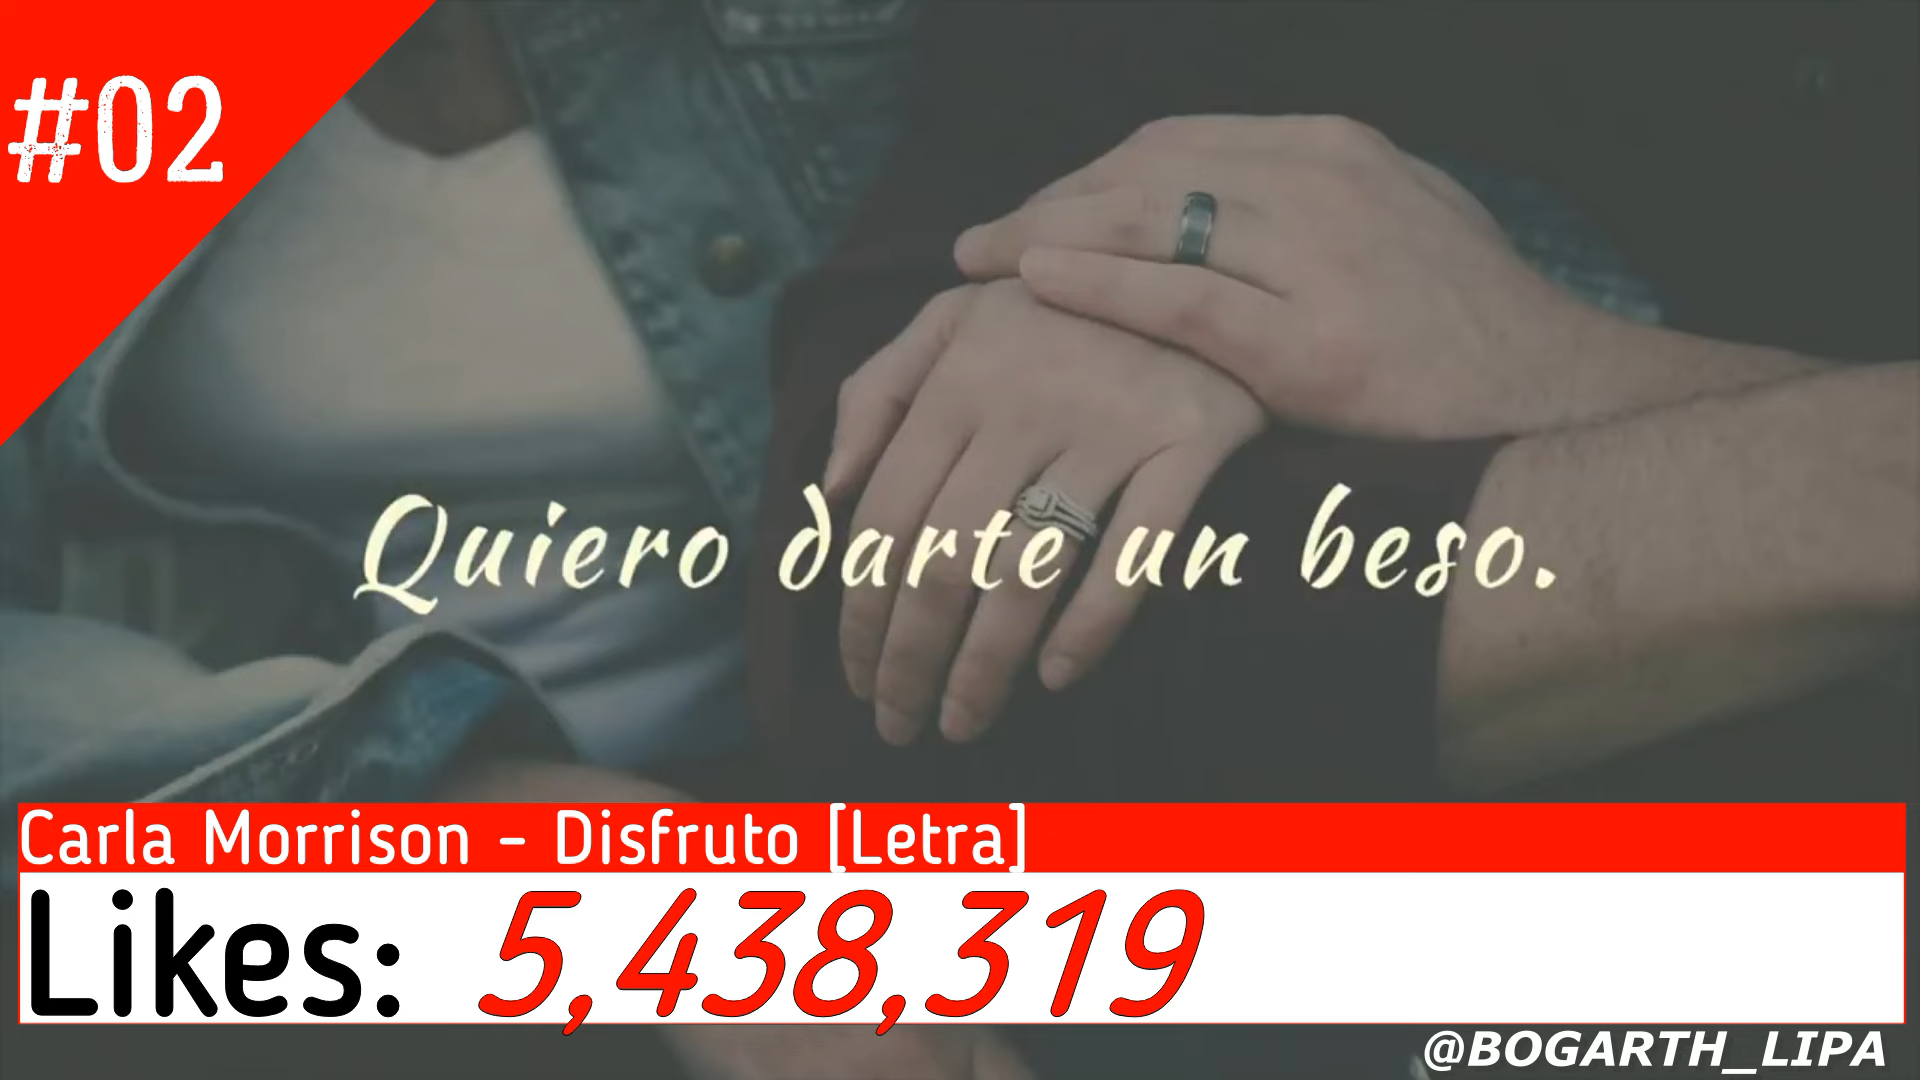 #02
Quiero darte un beso.
Carla Morrison - Disfruto [Letra]
Likes: 5,438,319
@BOGARTH_LIPA